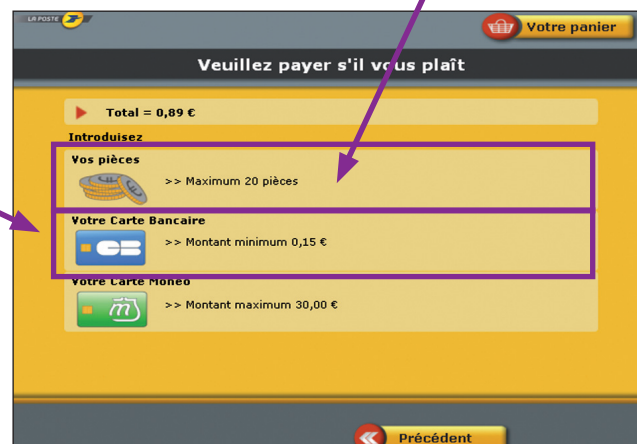 LA POSTE
Votre panier
Veuillez payer s'il vous plaît
Total = 0,89 €
Introduisez
Vos pièces
>> Maximum 20 pièces
Votre Carte Bancaire
CB
>> Montant minimum 0,15 €
Votre Carte Moneo
m
>> Montant maximum 30,00 €
Précédent